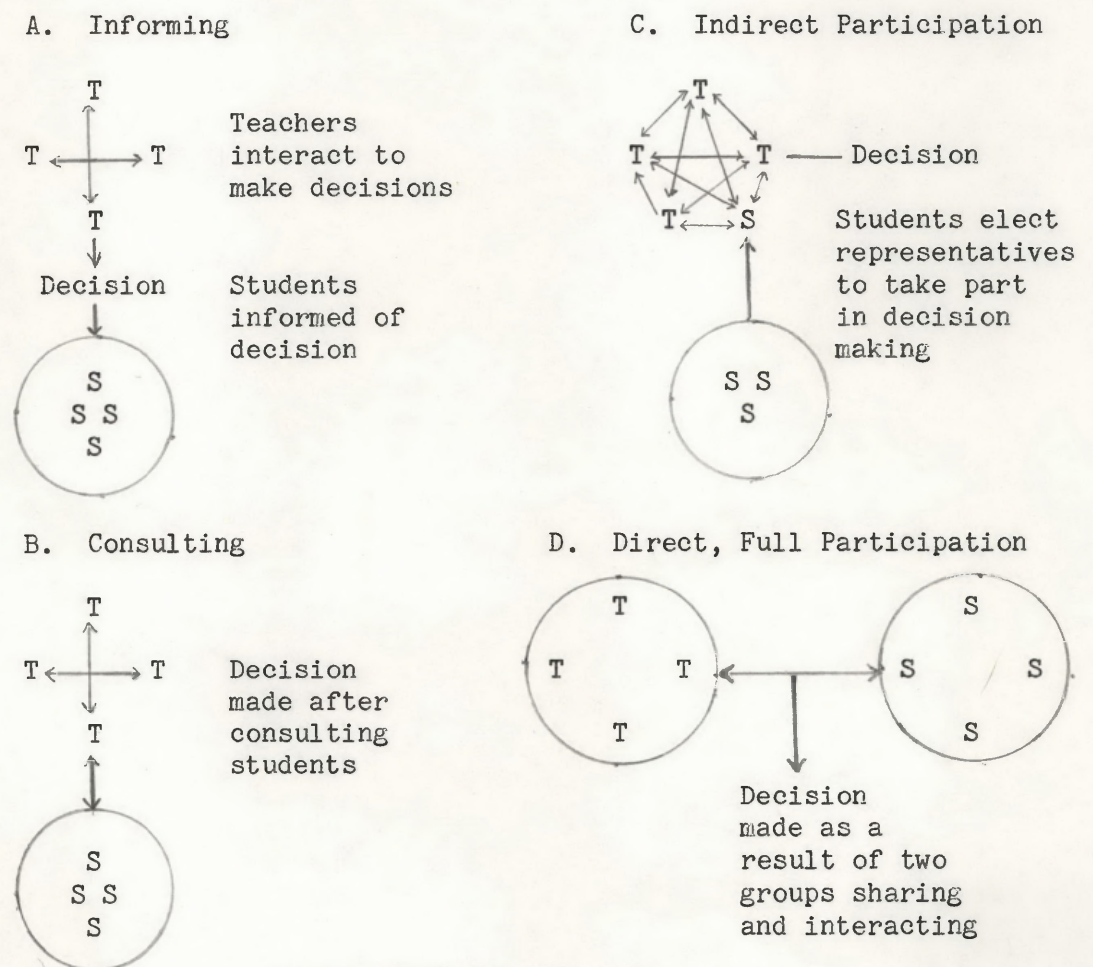 A. Informing
T
T T
Teachers
interact to
make decisions
T
Decision
Students
informed of
decision
S
S S
S
B. Consulting
T
T T
Decision
made after
consulting
students
T
S
S S
S
C. Indirect Participation
T
T T Decision
T S
Students elect
representatives
to take part
in decision
making
S S
S
D. Direct, Full Participation
T S
T T S S
T S
Decision
made as a
result of two
groups sharing
and interacting